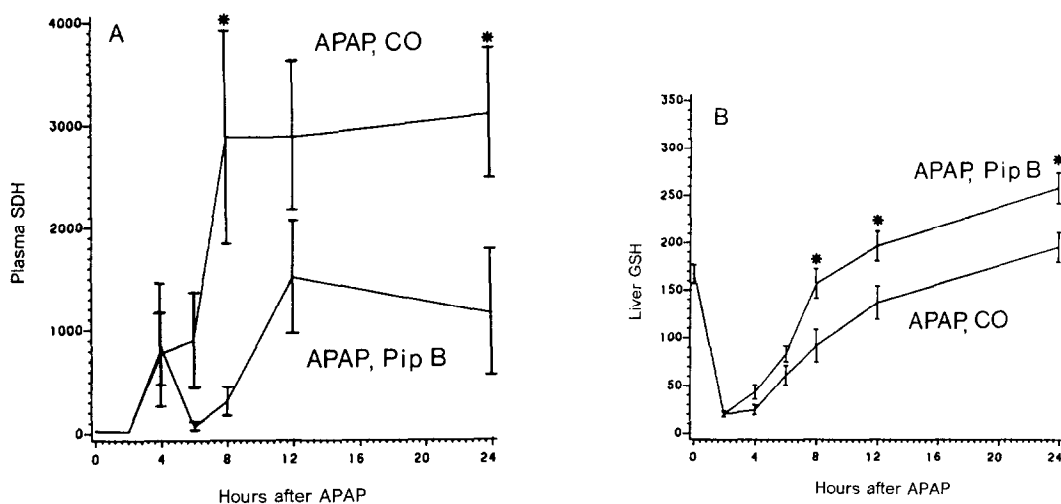 A
Plasma SDH
4000
3000
2000
1000
0
*
*
APAP, CO
APAP, Pip B
0 4 8 12 16 20 24
Hours after APAP
B
Liver GSH
350
300
250
200
150
100
50
0
*
*
*
APAP, Pip B
APAP, CO
0 4 8 12 16 20 24
Hours after APAP